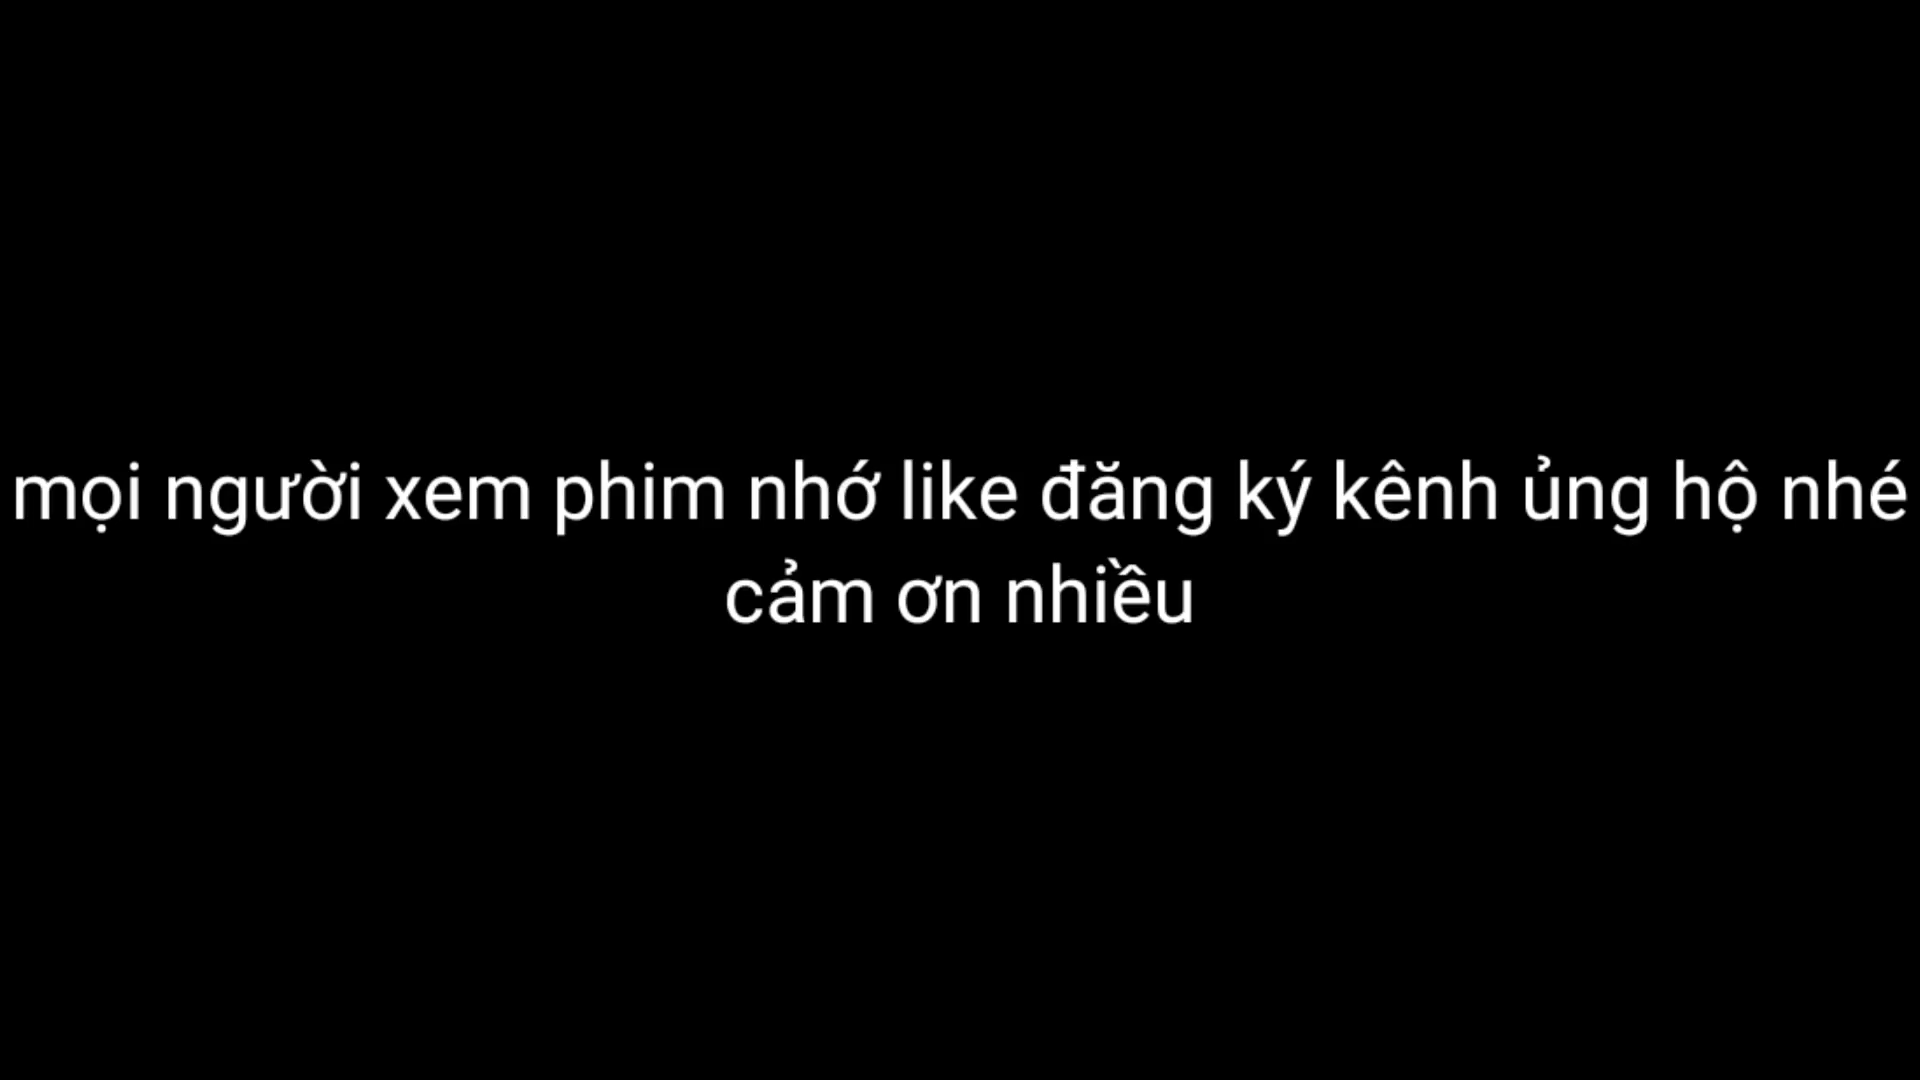 mọi người xem phim nhớ like đăng ký kênh ủng hộ nhé
cảm ơn nhiều